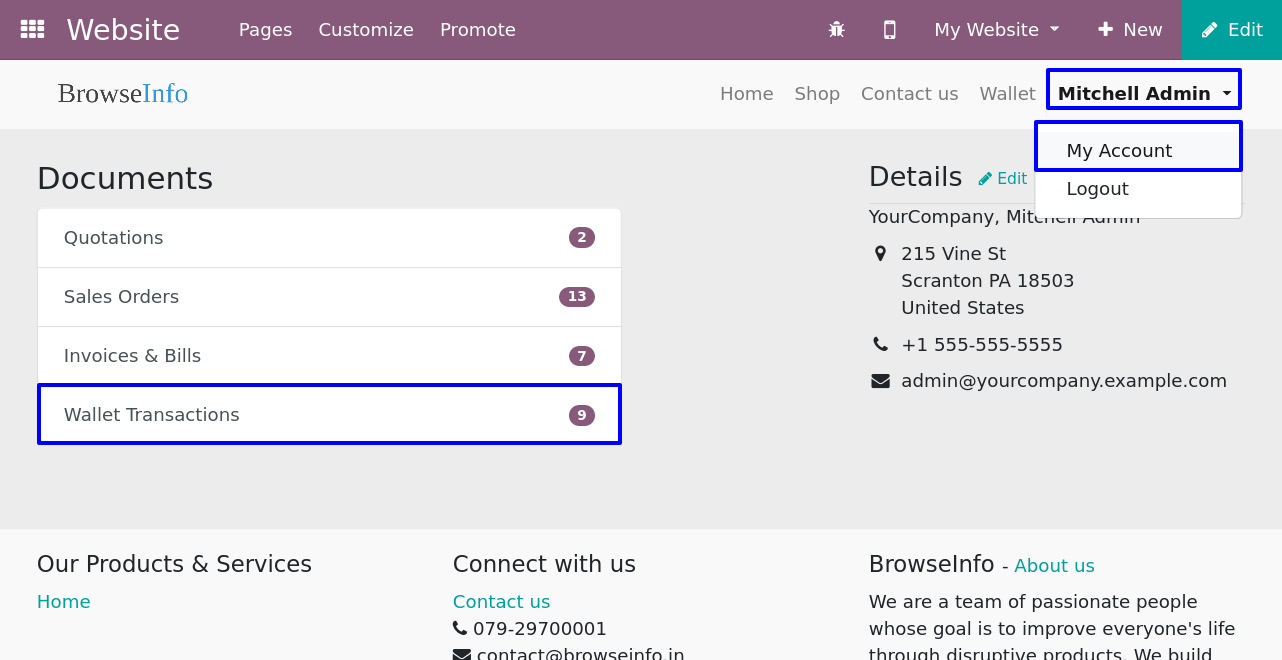 Website
Pages
Customize
Promote
My Website
New
Edit
BrowseInfo
Home
Shop
Contact us
Wallet
Mitchell Admin
My Account
Logout
Documents
Quotations 2
Sales Orders 13
Invoices & Bills 7
Wallet Transactions 9
Details Edit
YourCompany, Mitchell Admin
215 Vine St
Scranton PA 18503
United States
+1 555-555-5555
admin@yourcompany.example.com
Our Products & Services
Home
Connect with us
Contact us
079-29700001
contact@browseinfo.in
BrowseInfo - About us
We are a team of passionate people
whose goal is to improve everyone's life
through disruptive products. We build